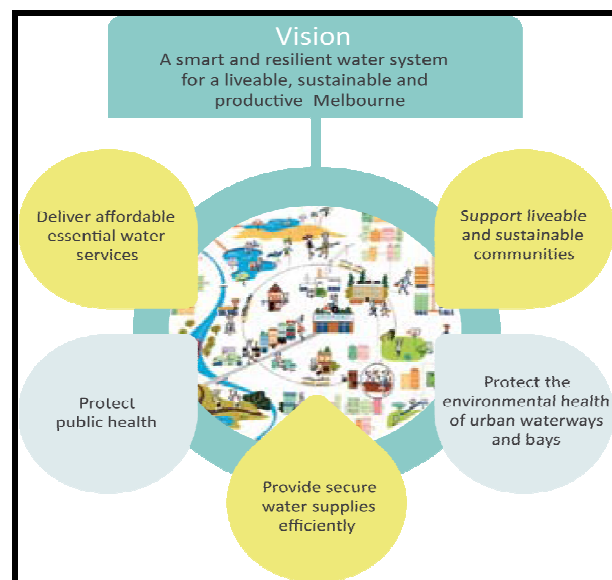 Vision
A smart and resilient water system
for a liveable, sustainable and
productive Melbourne
Deliver affordable
essential water
services
Support liveable
and sustainable
communities
Protect
public health
Protect the
environmental health
of urban waterways
and bays
Provide secure
water supplies
efficiently